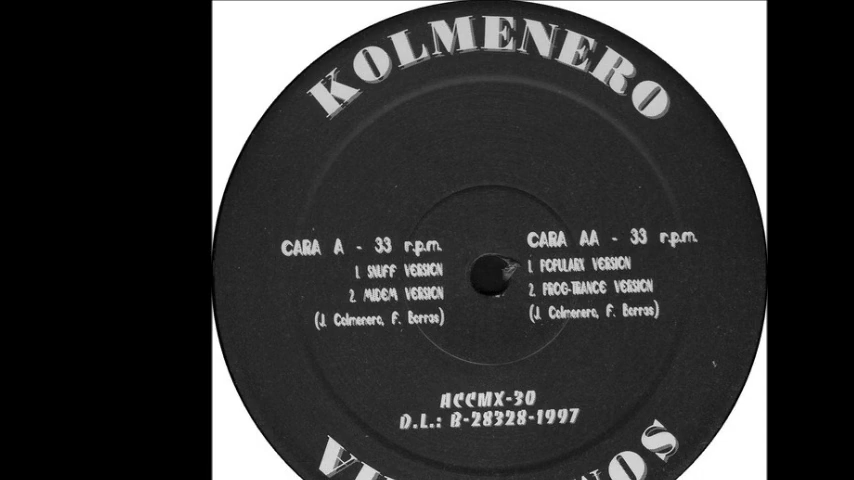 KOLMENERO
CARA A - 33 r.p.m.
1. SNUFF VERSION
2. MIDEM VERSION
(J. Colmenero, F. Borras)
CARA AA - 33 r.p.m.
1. POPULARX VERSION
2. PROG-TRANCE VERSION
(J. Colmenero, F. Borras)
ACCMX-30
D.L.: B-28328-1997